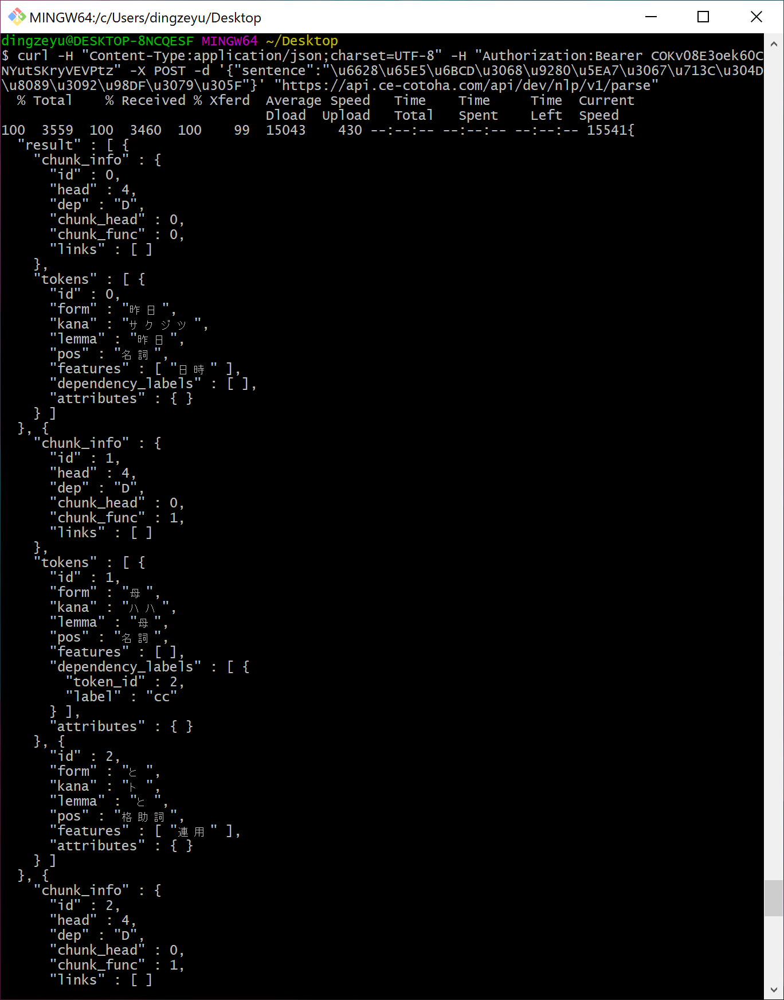 MINGW64:/c/Users/dingzeyu/Desktop
dingzeyu@DESKTOP-8NCQESF MINGW64 ~/Desktop
$ curl -H "Content-Type:application/json;charset=UTF-8" -H "Authorization:Bearer COKv08E3oek60C
NYutSKryVEVPtz" -X POST -d '{"sentence":"\u6628\u65E5\u6BCD\u3068\u9280\u5EA7\u3067\u713C\u304D
\u8089\u3092\u98DF\u3079\u305F"}' "https://api.ce-cotoha.com/api/dev/nlp/v1/parse"
  % Total    % Received % Xferd  Average Speed   Time    Time     Time  Current
                                 Dload  Upload   Total   Spent    Left  Speed
100  3559  100  3460  100    99  15043    430 --:--:-- --:--:-- --:--:-- 15541{
  "result" : [ {
    "chunk_info" : {
      "id" : 0,
      "head" : 4,
      "dep" : "D",
      "chunk_head" : 0,
      "chunk_func" : 0,
      "links" : [ ]
    },
    "tokens" : [ {
      "id" : 0,
      "form" : "昨日",
      "kana" : "サクジツ",
      "lemma" : "昨日",
      "pos" : "名詞",
      "features" : [ "日時" ],
      "dependency_labels" : [ ],
      "attributes" : { }
    } ]
  }, {
    "chunk_info" : {
      "id" : 1,
      "head" : 4,
      "dep" : "D",
      "chunk_head" : 0,
      "chunk_func" : 1,
      "links" : [ ]
    },
    "tokens" : [ {
      "id" : 1,
      "form" : "母",
      "kana" : "ハハ",
      "lemma" : "母",
      "pos" : "名詞",
      "features" : [ ],
      "dependency_labels" : [ {
        "token_id" : 2,
        "label" : "cc"
      } ],
      "attributes" : { }
    }, {
      "id" : 2,
      "form" : "と",
      "kana" : "ト",
      "lemma" : "と",
      "pos" : "格助詞",
      "features" : [ "連用" ],
      "attributes" : { }
    } ]
  }, {
    "chunk_info" : {
      "id" : 2,
      "head" : 4,
      "dep" : "D",
      "chunk_head" : 0,
      "chunk_func" : 1,
      "links" : [ ]